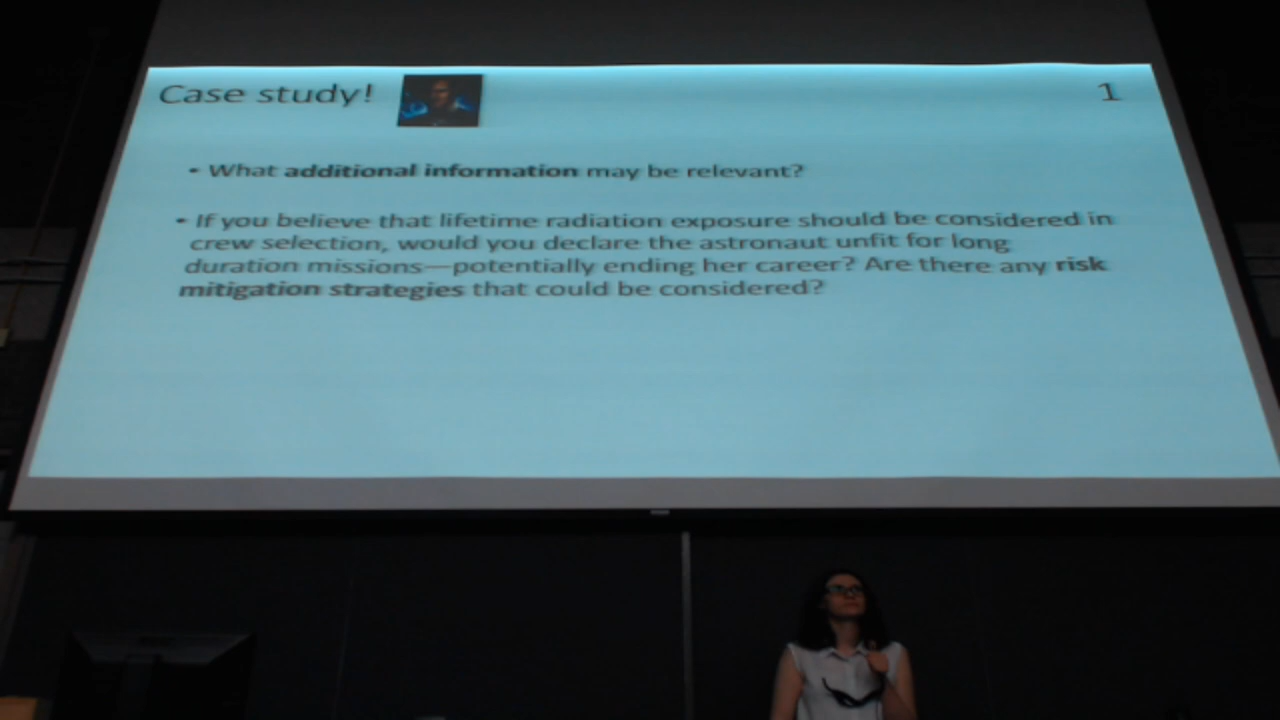 Case study!
1
• What additional information may be relevant?
• If you believe that lifetime radiation exposure should be considered in
crew selection, would you declare the astronaut unfit for long
duration missions—potentially ending her career? Are there any risk
mitigation strategies that could be considered?